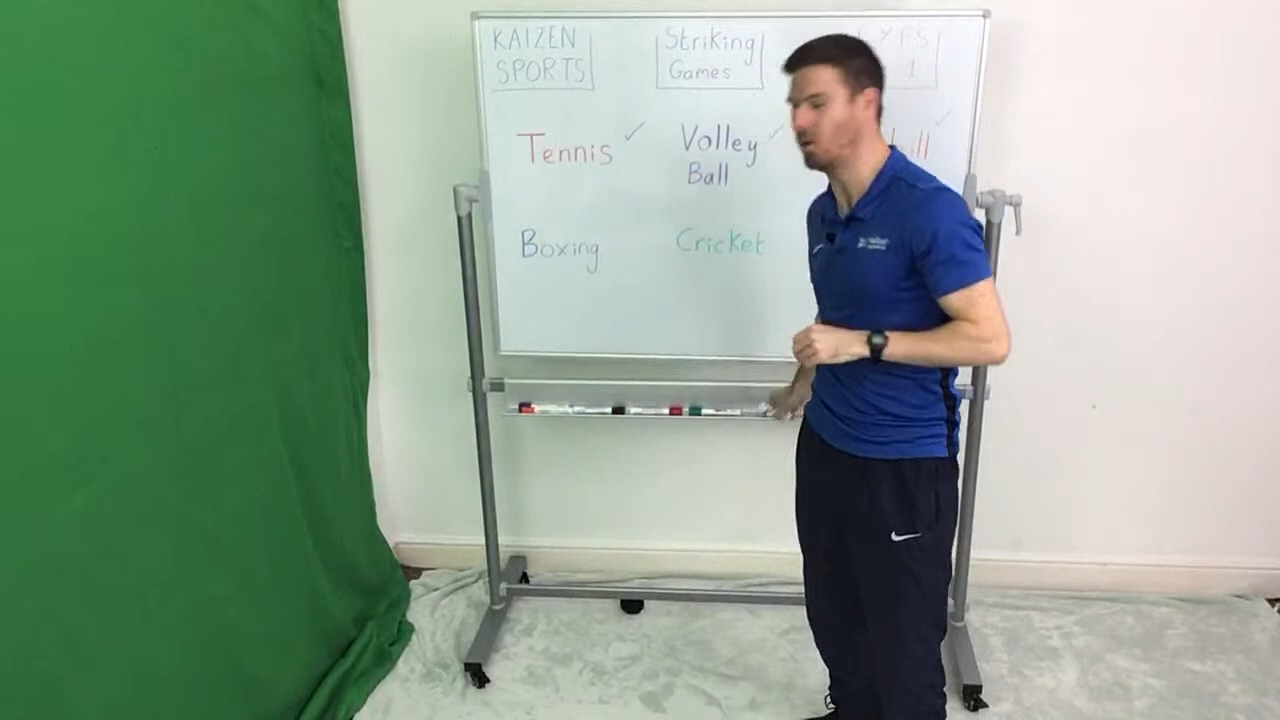 KAIZEN
SPORTS
Striking
Games
Tennis
Volley
Ball
Boxing
Cricket